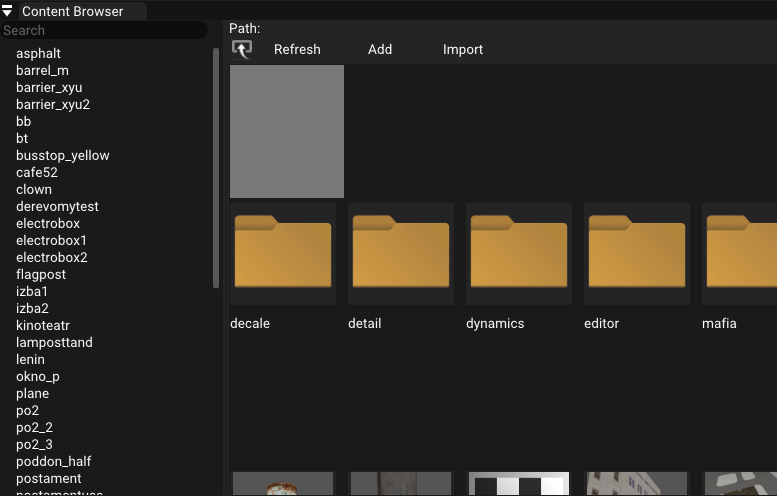 Content Browser
Search
asphalt
barrel_m
barrier_xyu
barrier_xyu2
bb
bt
busstop_yellow
cafe52
clown
derevomytest
electrobox
electrobox1
electrobox2
flagpost
izba1
izba2
kinoteatr
lamposttand
lenin
okno_p
plane
po2
po2_2
po2_3
poddon_half
postament
Path:
Refresh Add Import
decale detail dynamics editor mafia